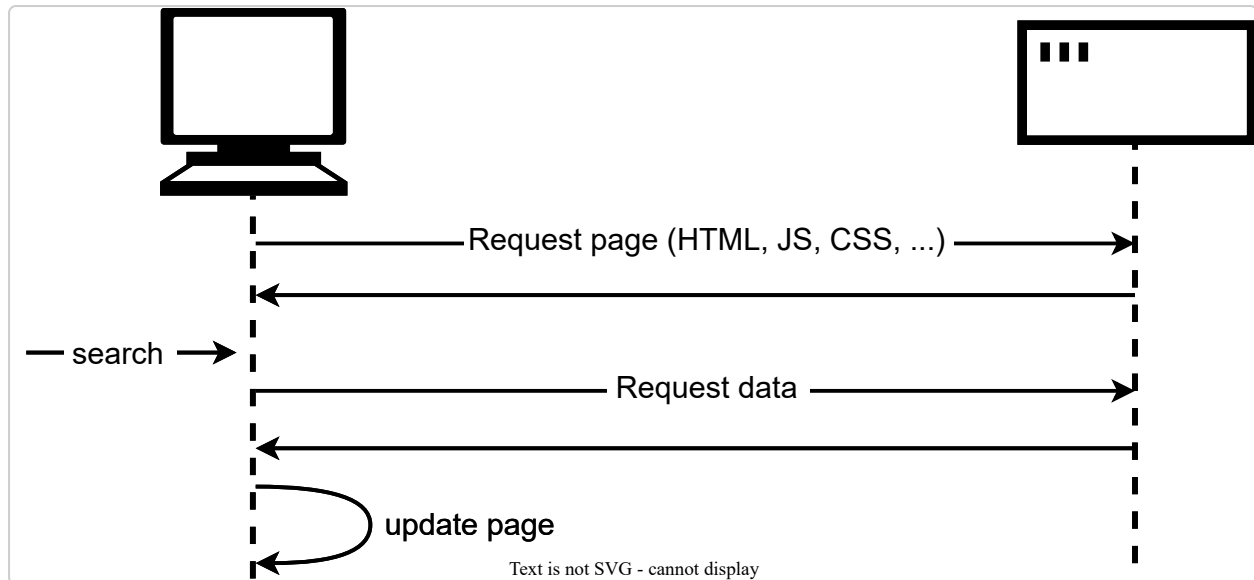 Request page (HTML, JS, CSS, ...)
search
Request data
update page
Text is not SVG - cannot display